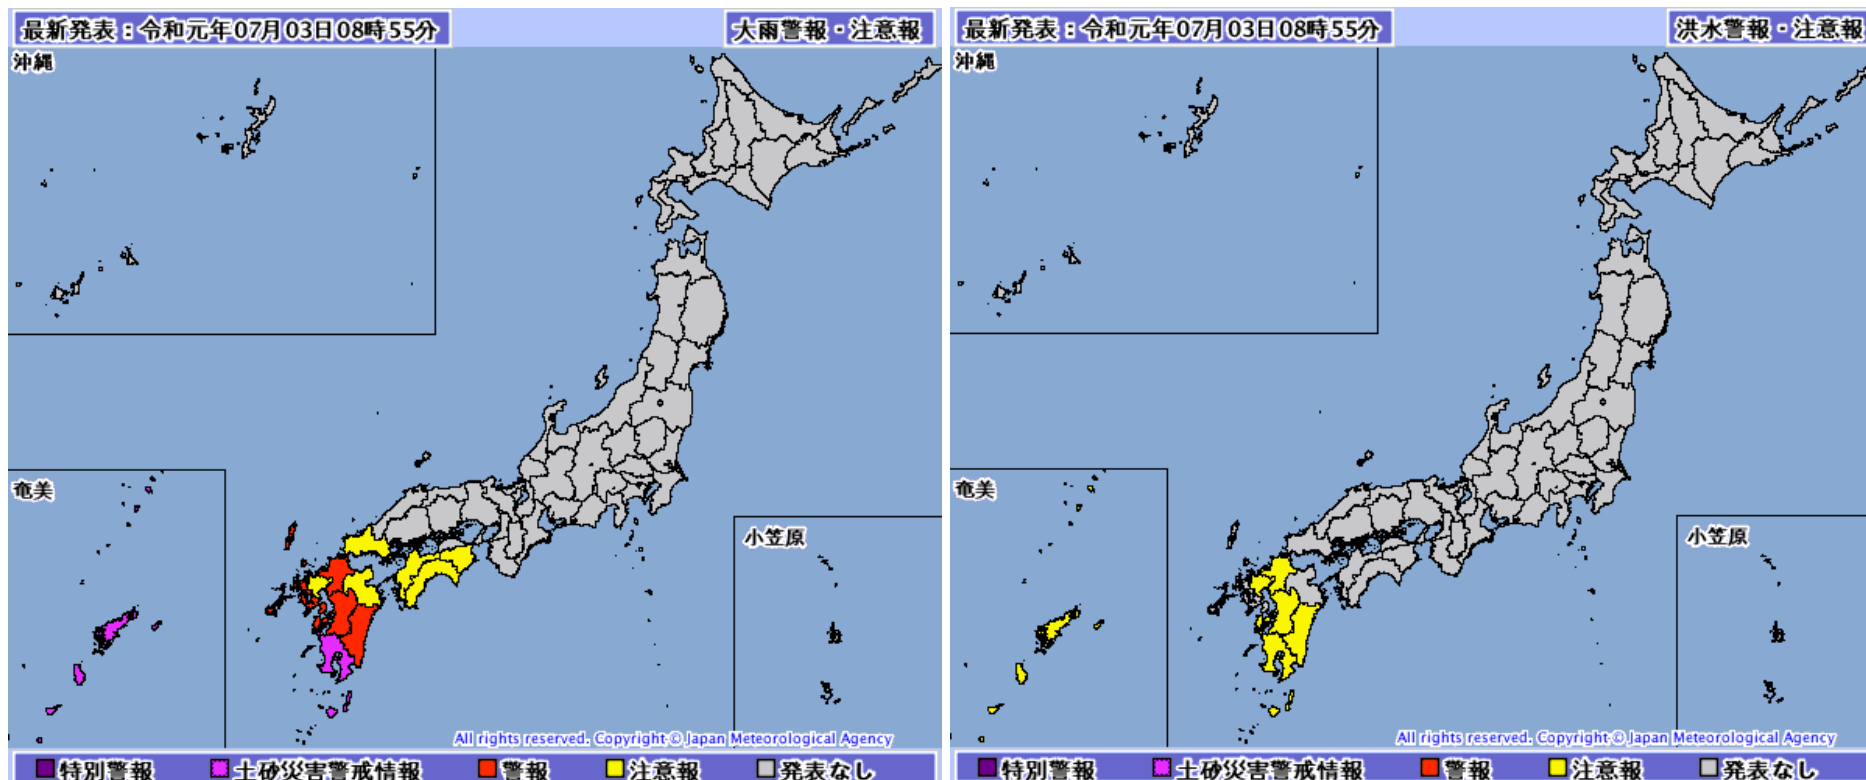 最新発表：令和元年07月03日08時55分
大雨警報・注意報
沖縄
奄美
小笠原
All rights reserved. Copyright © Japan Meteorological Agency
特別警報
土砂災害警戒情報
警報
注意報
発表なし
最新発表：令和元年07月03日08時55分
洪水警報・注意報
沖縄
奄美
小笠原
All rights reserved. Copyright © Japan Meteorological Agency
特別警報
土砂災害警戒情報
警報
注意報
発表なし